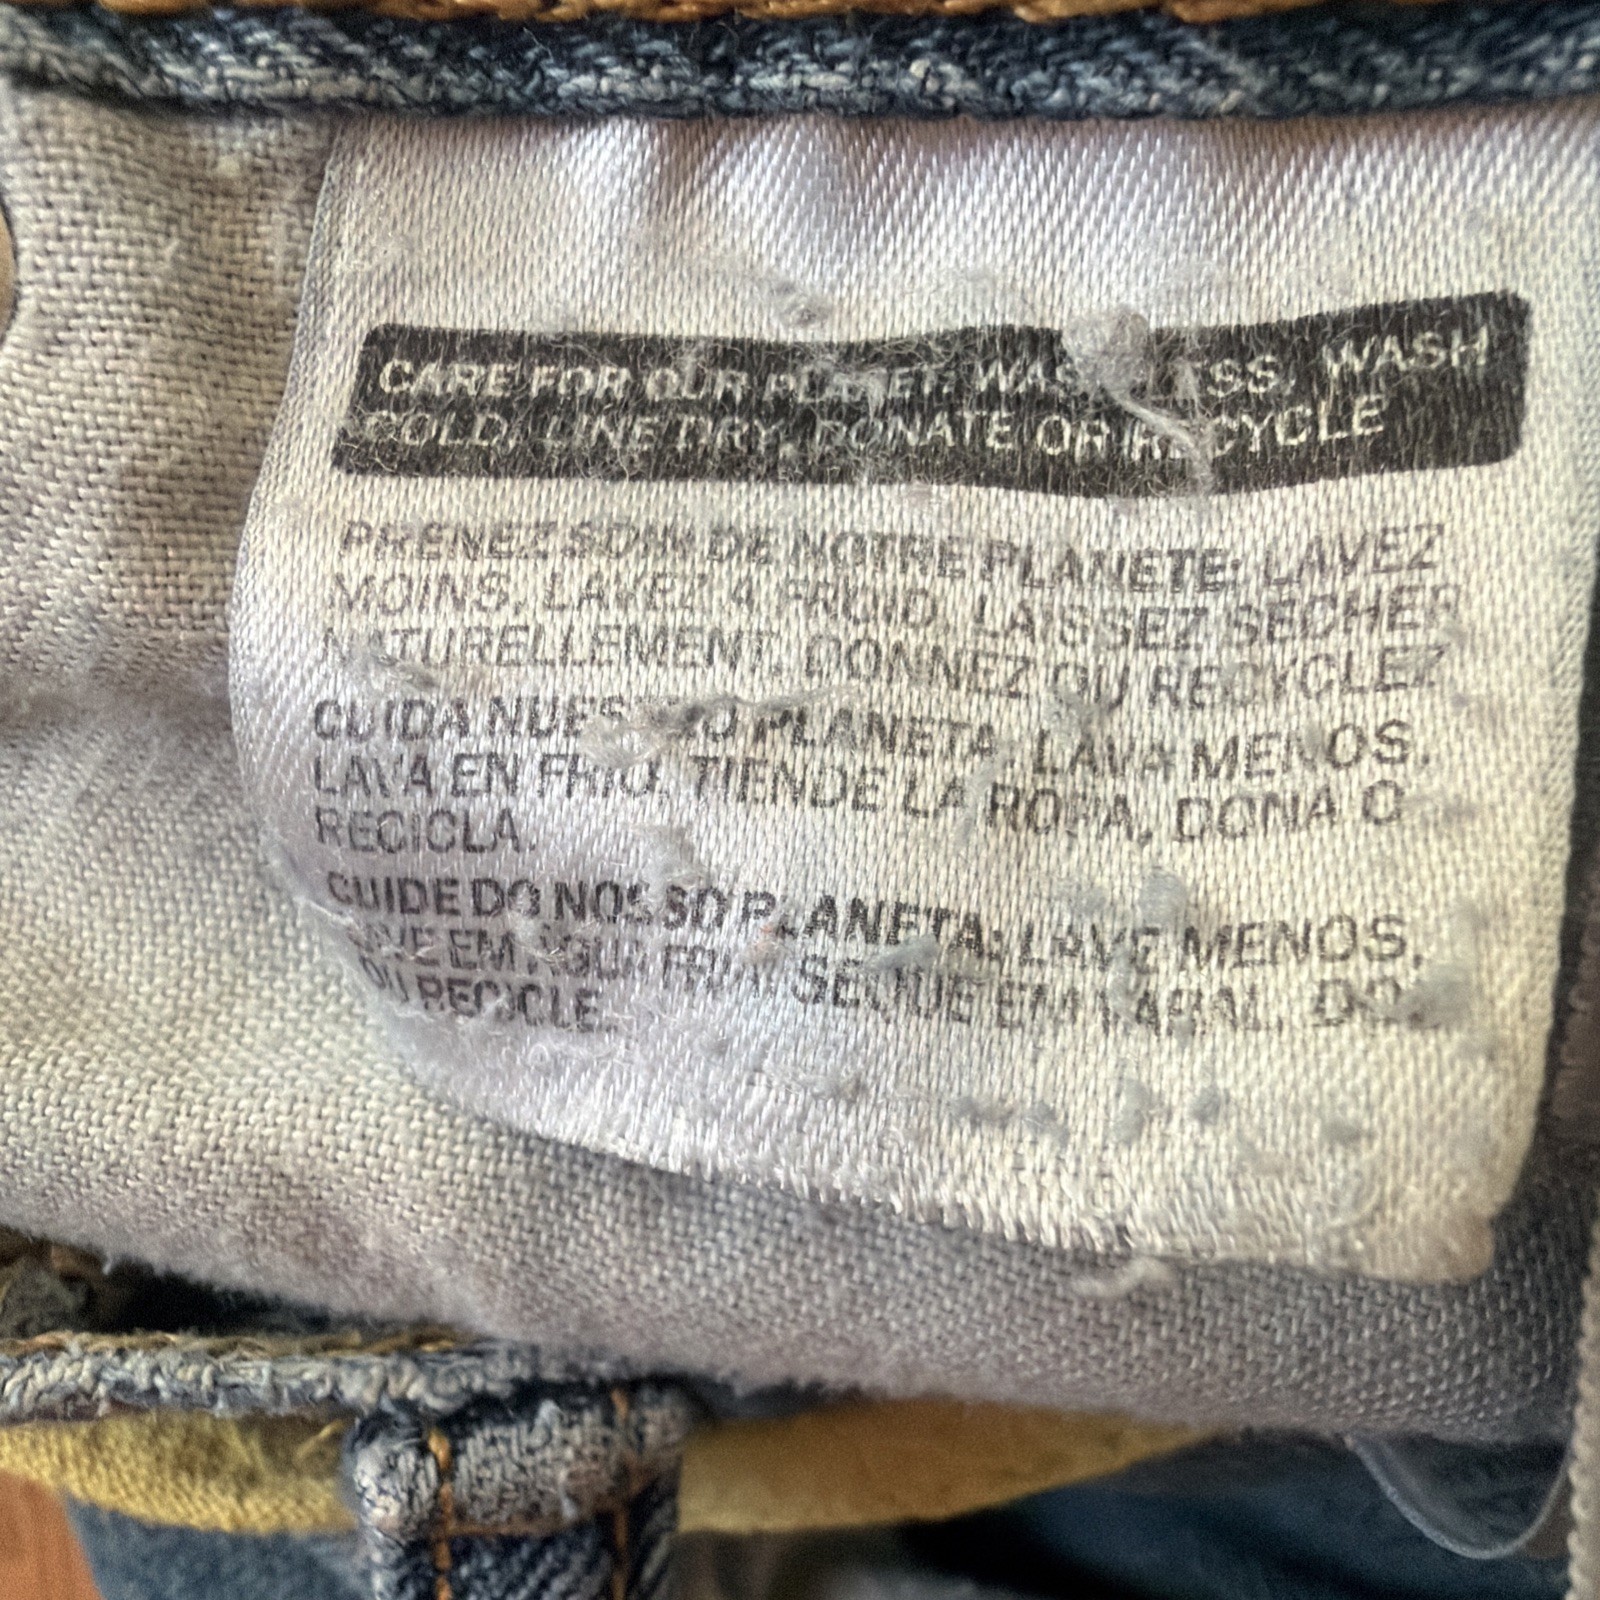 CARE FOR OUR PLANET: WASH LESS, WASH
COLD, LINE DRY, DONATE OR RECYCLE
PRENEZ SOIN DE NOTRE PLANETE: LAVEZ
MOINS, LAVEZ A FROID, LAISSEZ SECHER
NATURELLEMENT, DONNEZ OU RECYCLEZ
CUIDA NUESTRO PLANETA: LAVA MENOS,
LAVA EN FRIO, TIENDE LA ROPA, DONA O
RECICLA.
CUIDE DO NOSSO PLANETA: LAVE MENOS,
LAVE EM ÁGUA FRIA, SEQUE EM VARAL,
OU RECICLE.